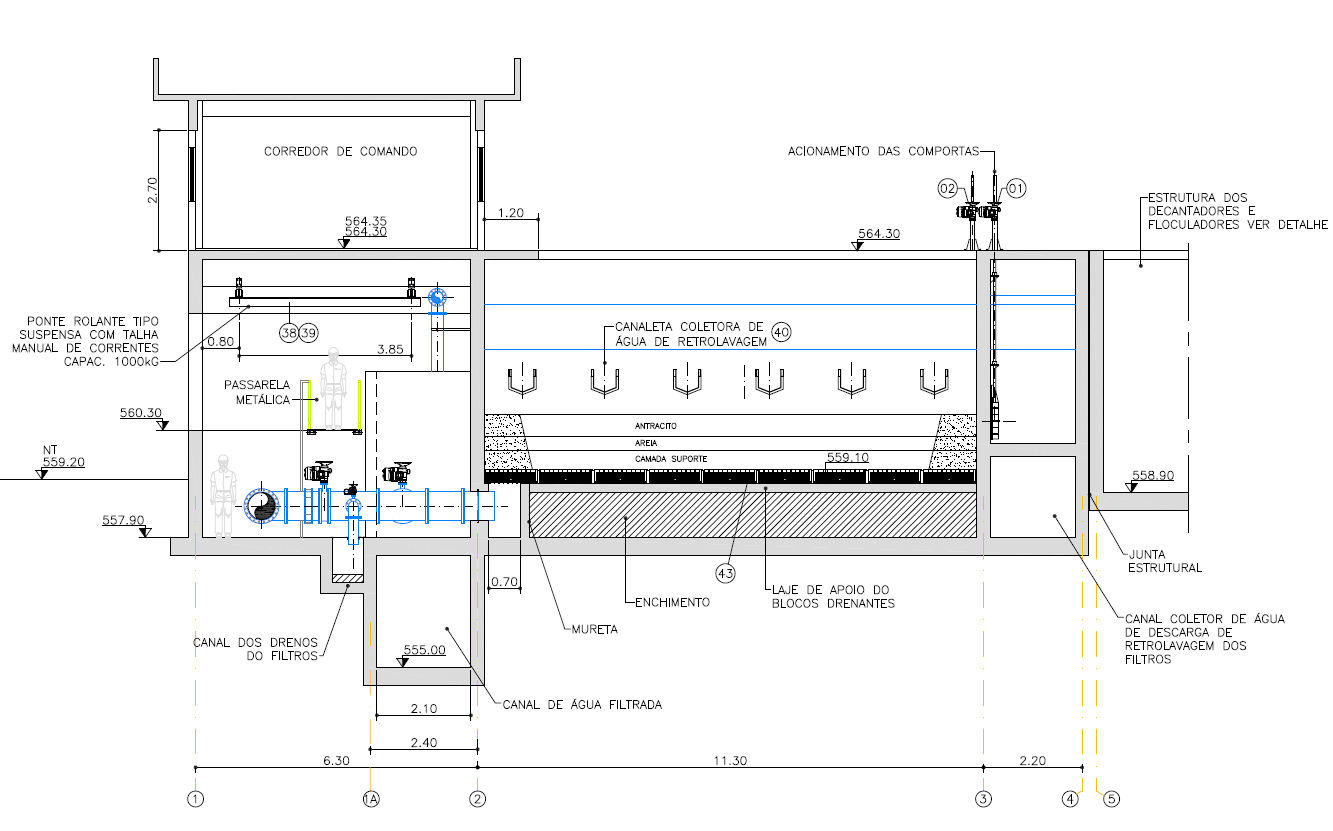 CORREDOR DE COMANDO
2.70
564.35
564.30
1.20
ACIONAMENTO DAS COMPORTAS
02
01
564.30
ESTRUTURA DOS
DECANTADORES E
FLOCULADORES VER DETALHE
PONTE ROLANTE TIPO
SUSPENSA COM TALHA
MANUAL DE CORRENTES
CAPAC. 1000kG
38
39
0.80
3.85
CANALETA COLETORA DE
ÁGUA DE RETROLAVAGEM
40
PASSARELA
METÁLICA
560.30
NT
559.20
557.90
ANTRACITO
AREIA
CAMADA SUPORTE
559.10
558.90
43
0.70
LAJE DE APOIO DO
BLOCOS DRENANTES
ENCHIMENTO
MURETA
JUNTA
ESTRUTURAL
CANAL COLETOR DE ÁGUA
DE DESCARGA DE
RETROLAVAGEM DOS
FILTROS
CANAL DOS DRENOS
DO FILTROS
555.00
CANAL DE ÁGUA FILTRADA
2.10
2.40
6.30
11.30
2.20
1
1A
2
3
4
5